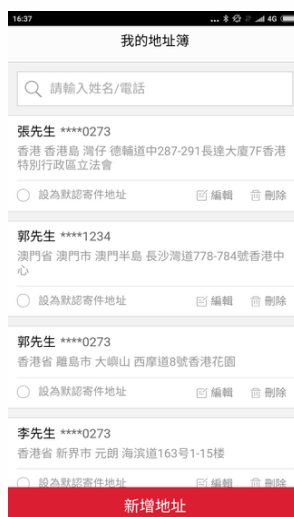 16:37 ... 4G
我的地址簿
請輸入姓名/電話
張先生 ****0273
香港 香港島 灣仔 德輔道中287-291長達大廈7F香港
特別行政區立法會
設為默認寄件地址 編輯 刪除
郭先生 ****1234
澳門省 澳門市 澳門半島 長沙灣道778-784號香港中
心
設為默認寄件地址 編輯 刪除
郭先生 ****0273
香港省 離島市 大嶼山 西摩道8號香港花園
設為默認寄件地址 編輯 刪除
李先生 ****0273
香港省 新界市 元朗 海滨道163号1-15楼
設為默認寄件地址 編輯 刪除
新增地址